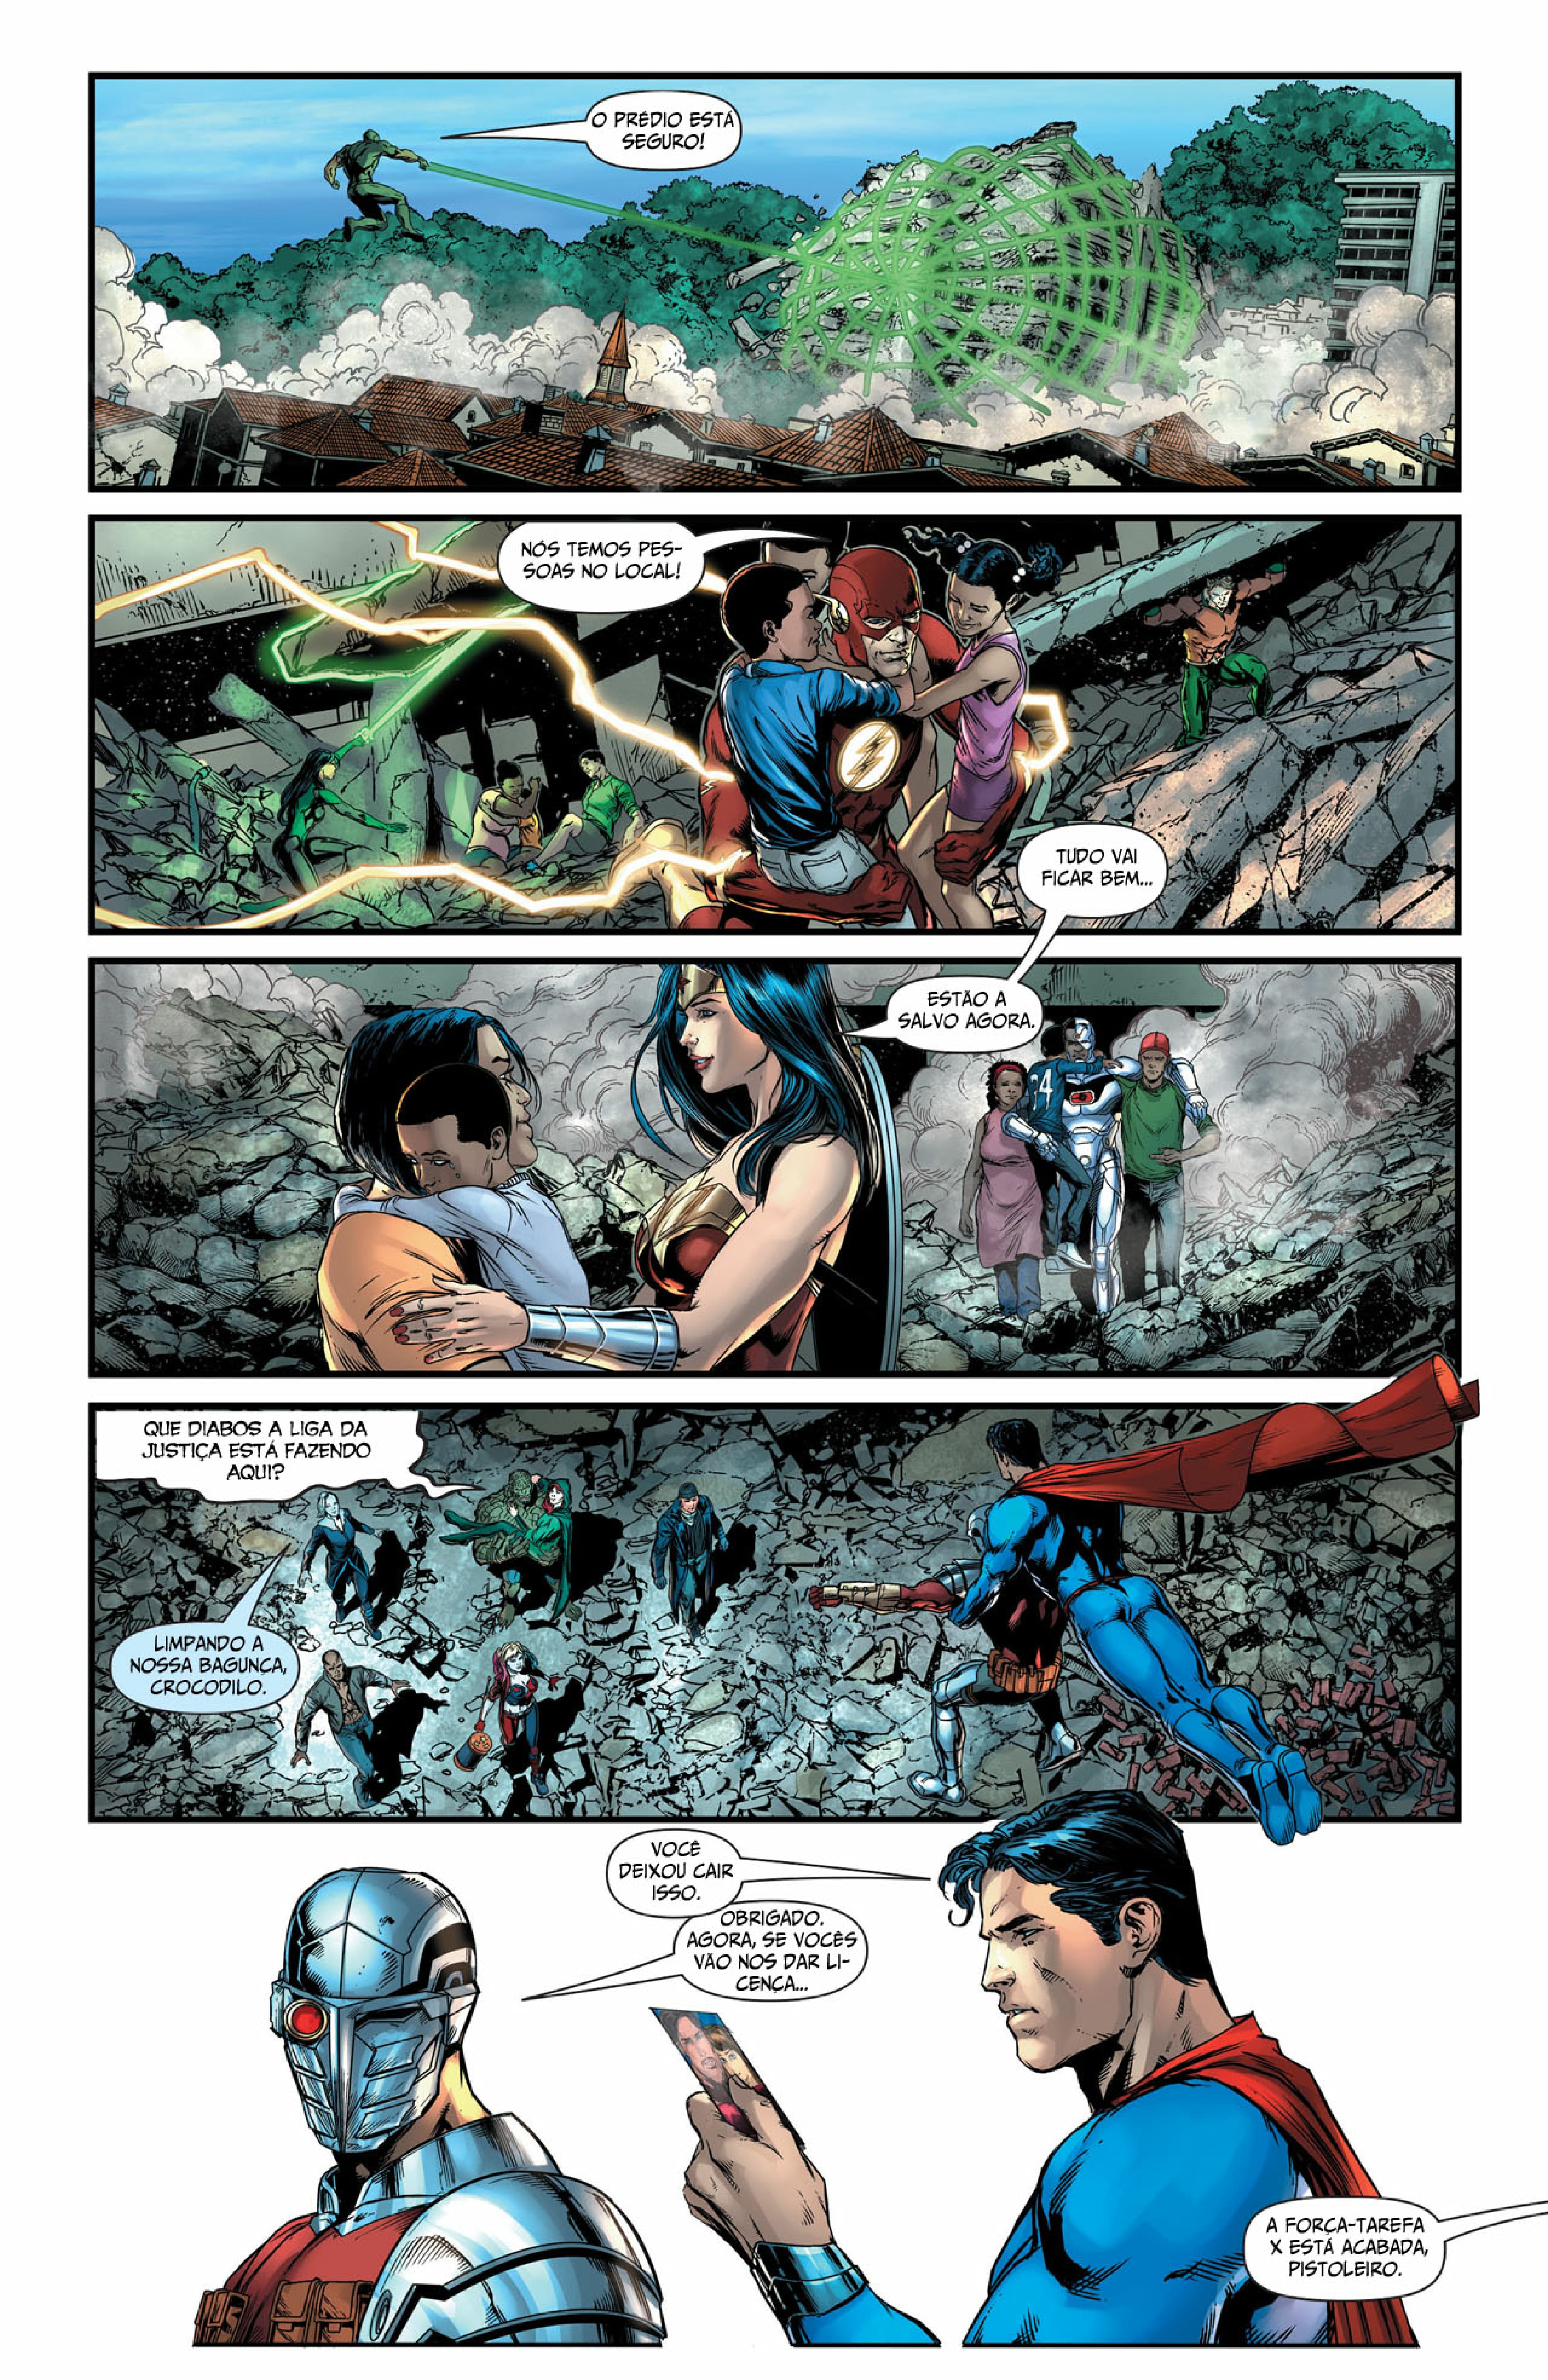 O PRÉDIO ESTÁ
SEGURO!
NÓS TEMOS PES-
SOAS NO LOCAL!
TUDO VAI
FICAR BEM...
ESTÃO A
SALVO AGORA.
34
QUE DIABOS A LIGA DA
JUSTIÇA ESTÁ FAZENDO
AQUI?
LIMPANDO A
NOSSA BAGUNÇA,
CROCODILO.
VOCÊ
DEIXOU CAIR
ISSO.
OBRIGADO.
AGORA, SE VOCÊS
VÃO NOS DAR LI-
CENÇA...
A FORÇA-TAREFA
X ESTÁ ACABADA,
PISTOLEIRO.